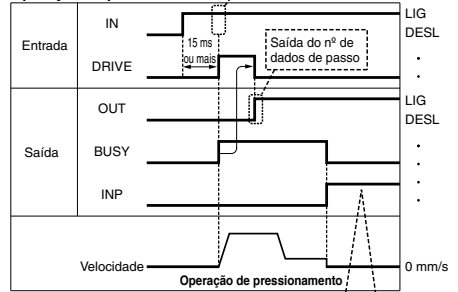 Entrada
IN
LIG
DESL
15 ms
ou mais
Saída do nº de
dados de passo
DRIVE
Saída
OUT
LIG
DESL
BUSY
INP
Velocidade
0 mm/s
Operação de pressionamento